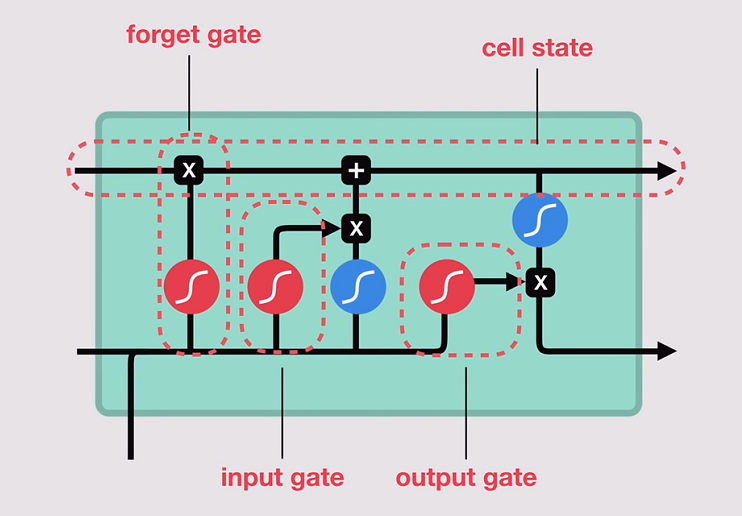 forget gate
cell state
X
+
X
X
input gate
output gate